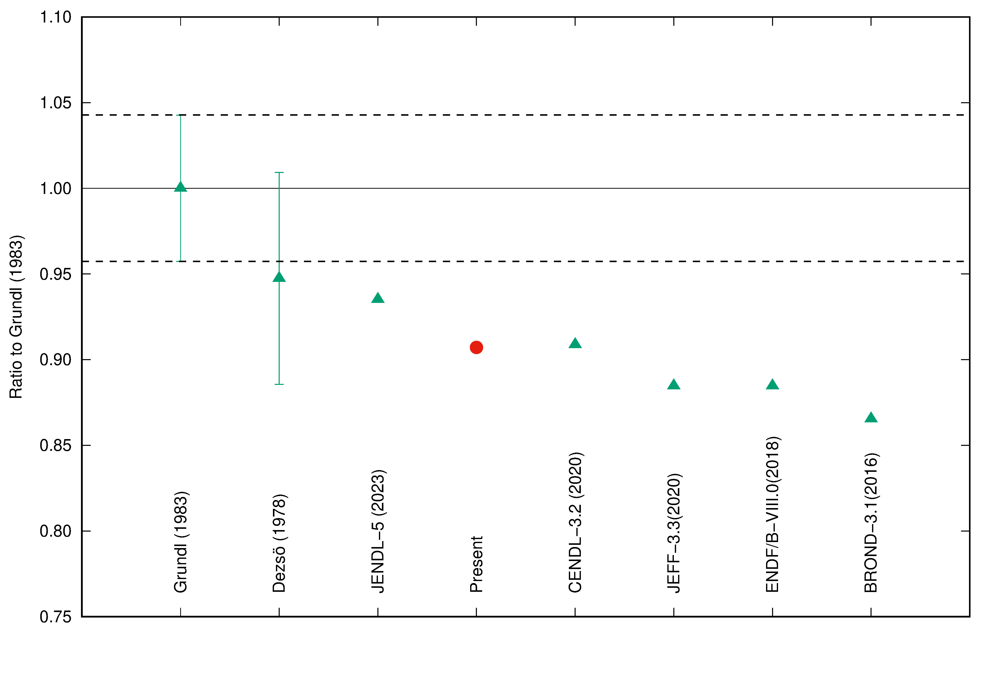 1.10
1.05
1.00
0.95
0.90
0.85
0.80
0.75
Ratio to Grundl (1983)
Grundl (1983)
Dezsö (1978)
JENDL−5 (2023)
Present
CENDL−3.2 (2020)
JEFF−3.3(2020)
ENDF/B−VIII.0(2018)
BROND−3.1(2016)